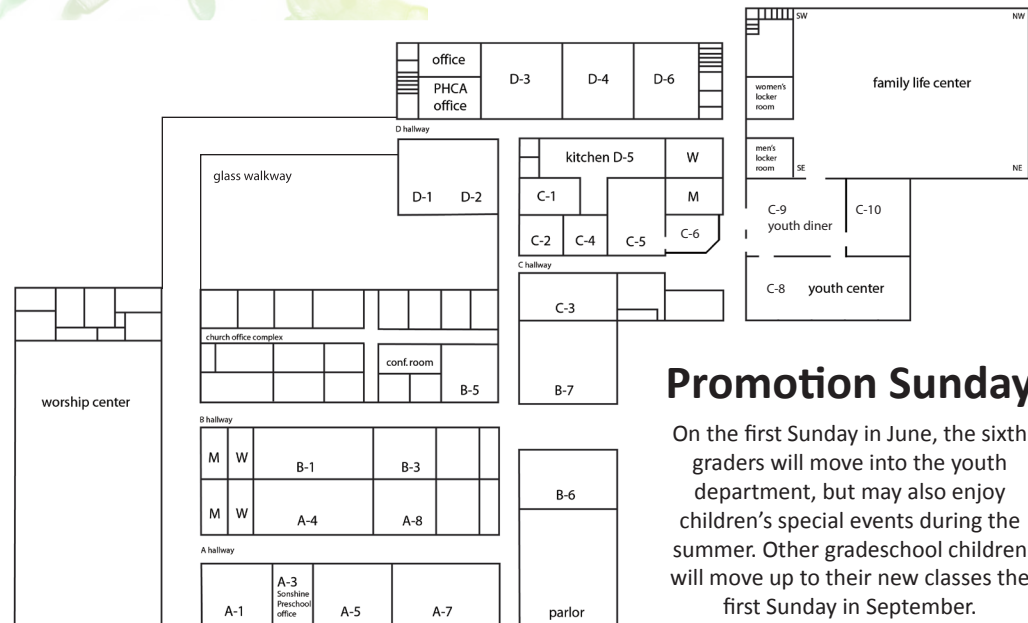 SW
NW
office
PHCA
office
D-3
D-4
D-6
women's
locker
room
family life center
D hallway
men's
locker
room
SE
NE
glass walkway
D-1
D-2
kitchen D-5
W
C-1
M
C-2
C-4
C-5
C-6
C-9
youth diner
C-10
C hallway
C-8 youth center
C-3
church office complex
conf. room
B-5
B-7
worship center
Promotion Sunday
On the first Sunday in June, the sixth
graders will move into the youth
department, but may also enjoy
children's special events during the
summer. Other gradeschool children
will move up to their new classes the
first Sunday in September.
B hallway
M
W
B-1
B-3
B-6
M
W
A-4
A-8
A hallway
A-1
A-3
Sonshine
Preschool
office
A-5
A-7
parlor